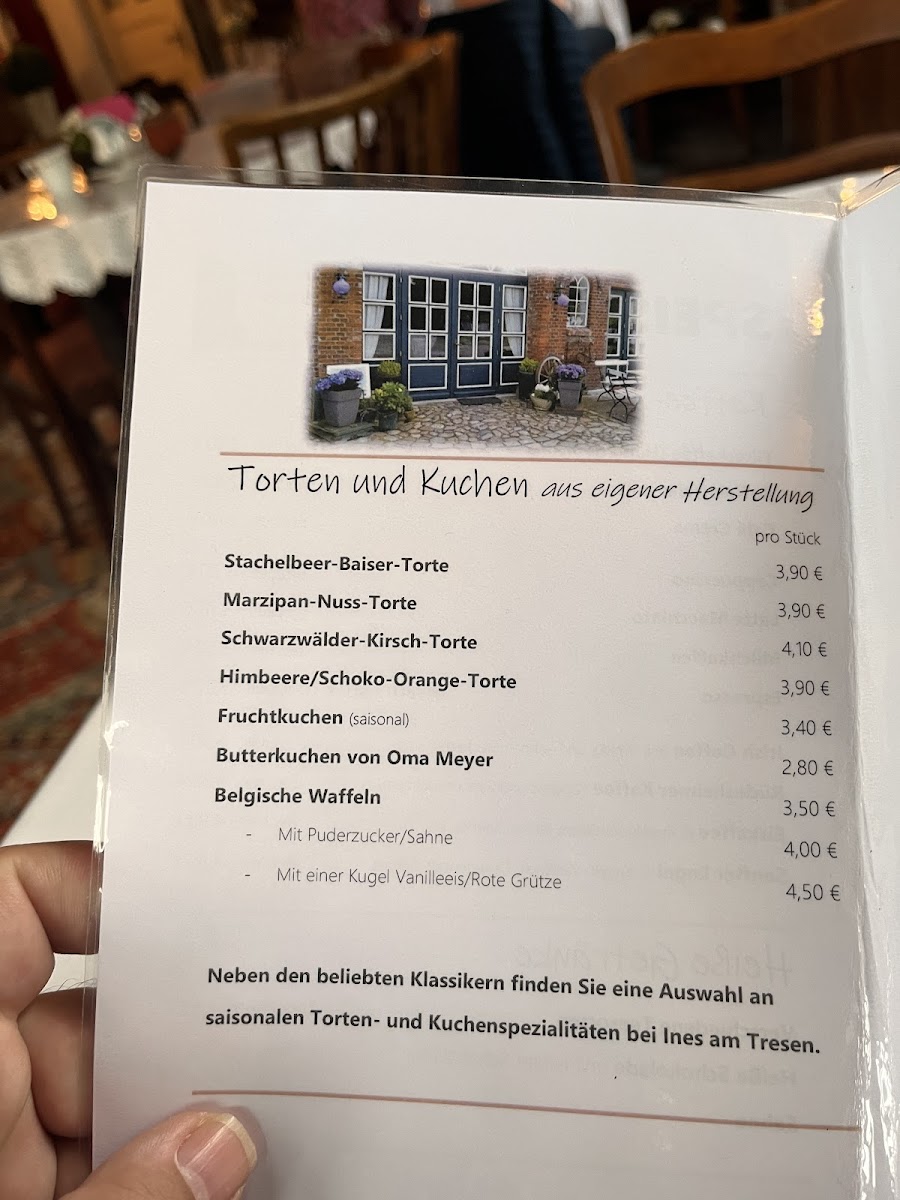 Torten und Kuchen aus eigener Herstellung
pro Stück
Stachelbeer-Baiser-Torte 3,90 €
Marzipan-Nuss-Torte 3,90 €
Schwarzwälder-Kirsch-Torte 4,10 €
Himbeere/Schoko-Orange-Torte 3,90 €
Fruchtkuchen (saisonal) 3,40 €
Butterkuchen von Oma Meyer 2,80 €
Belgische Waffeln 3,50 €
- Mit Puderzucker/Sahne 4,00 €
- Mit einer Kugel Vanilleeis/Rote Grütze 4,50 €
Neben den beliebten Klassikern finden Sie eine Auswahl an
saisonalen Torten- und Kuchenspezialitäten bei Ines am Tresen.